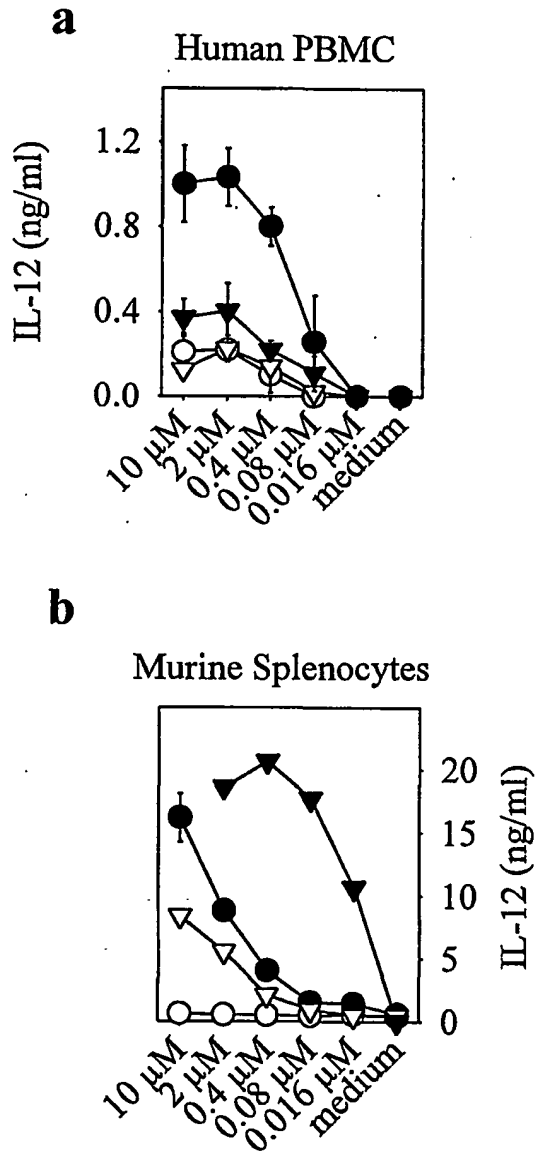 a
Human PBMC
IL-12 (ng/ml)
1.2
0.8
0.4
0.0
10 µM
2 µM
0.4 µM
0.08 µM
0.016 µM
medium
b
Murine Splenocytes
20
15
10
5
0
IL-12 (ng/ml)
10 µM
2 µM
0.4 µM
0.08 µM
0.016 µM
medium